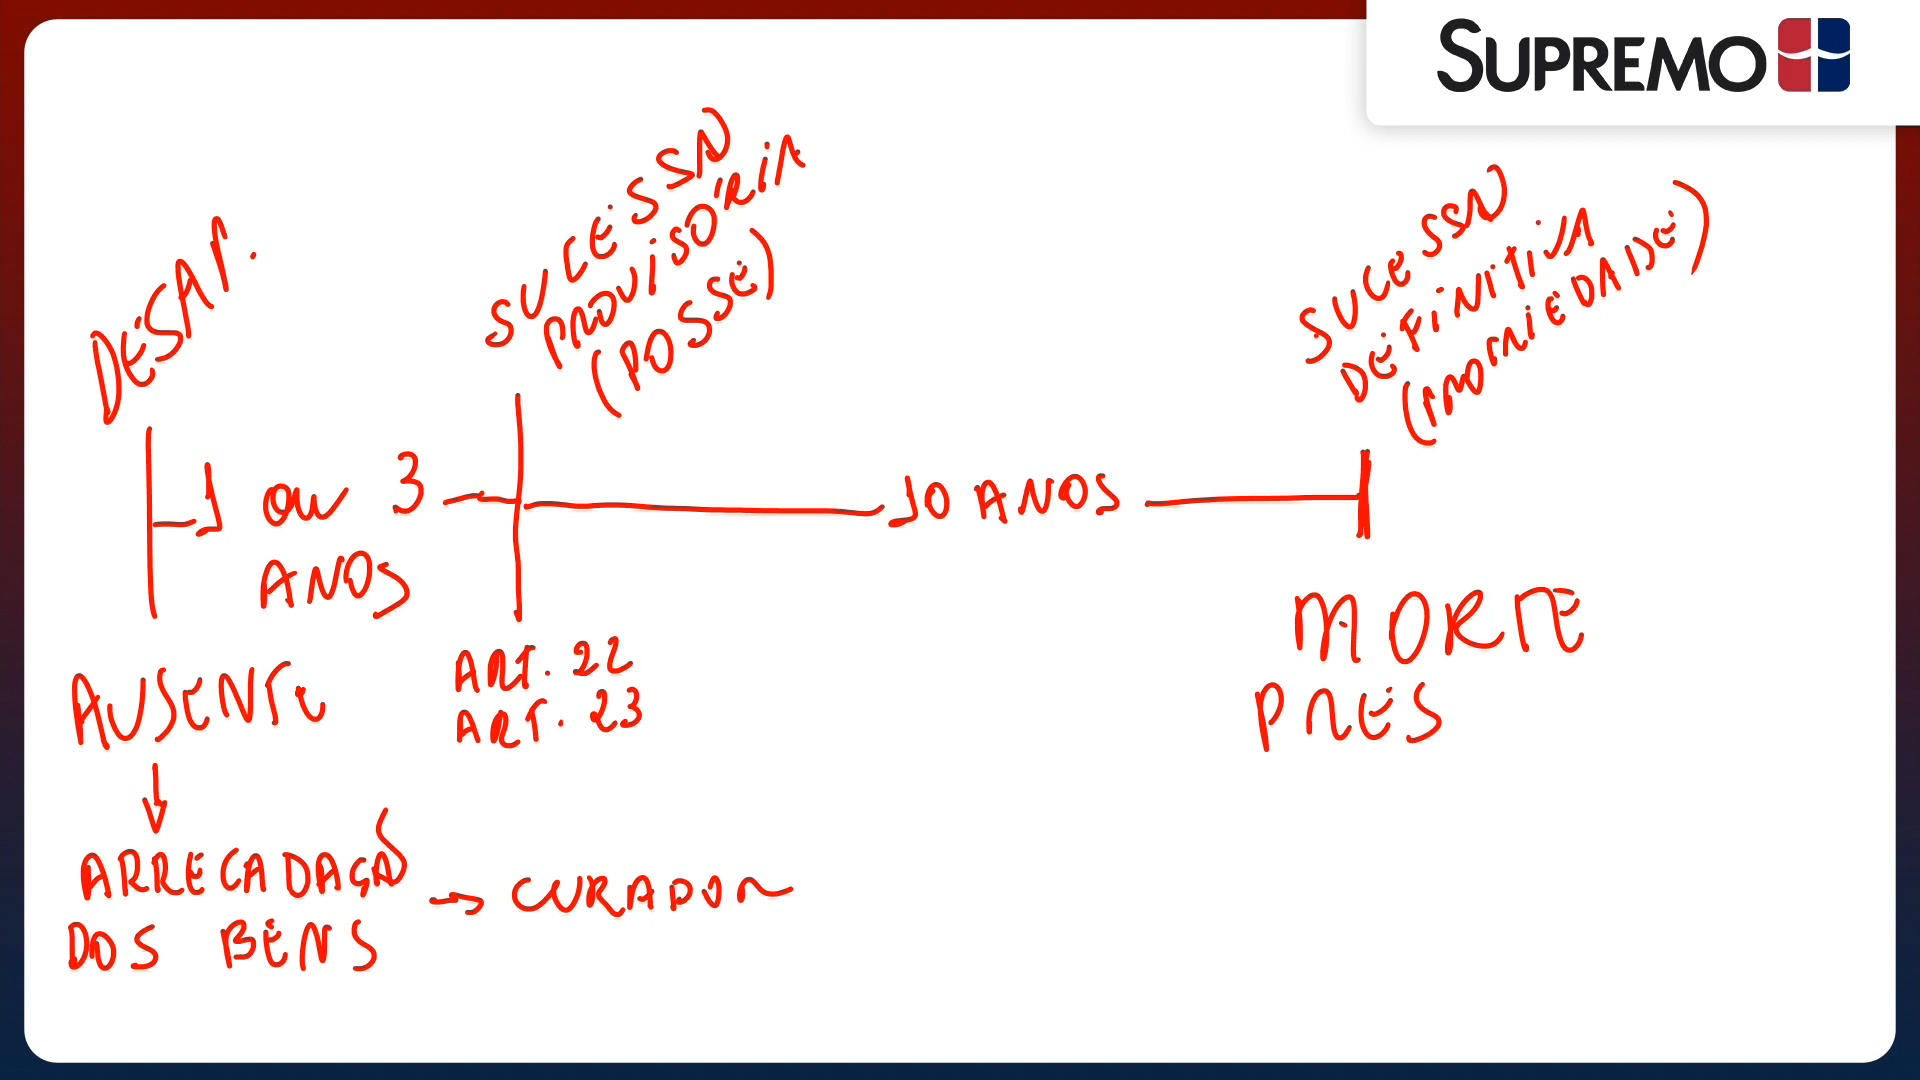 SUPREMO
DESAP.
SUCESSÃO
PROVISÓRIA
(POSSE)
SUCESSÃO
DEFINITIVA
(PROPRIEDADE)
1 ou 3
ANOS
10 ANOS
AUSENTE
ART. 22
ART. 23
MORTE
PRES
ARRECADAÇÃO
DOS BENS
→ CURADOR